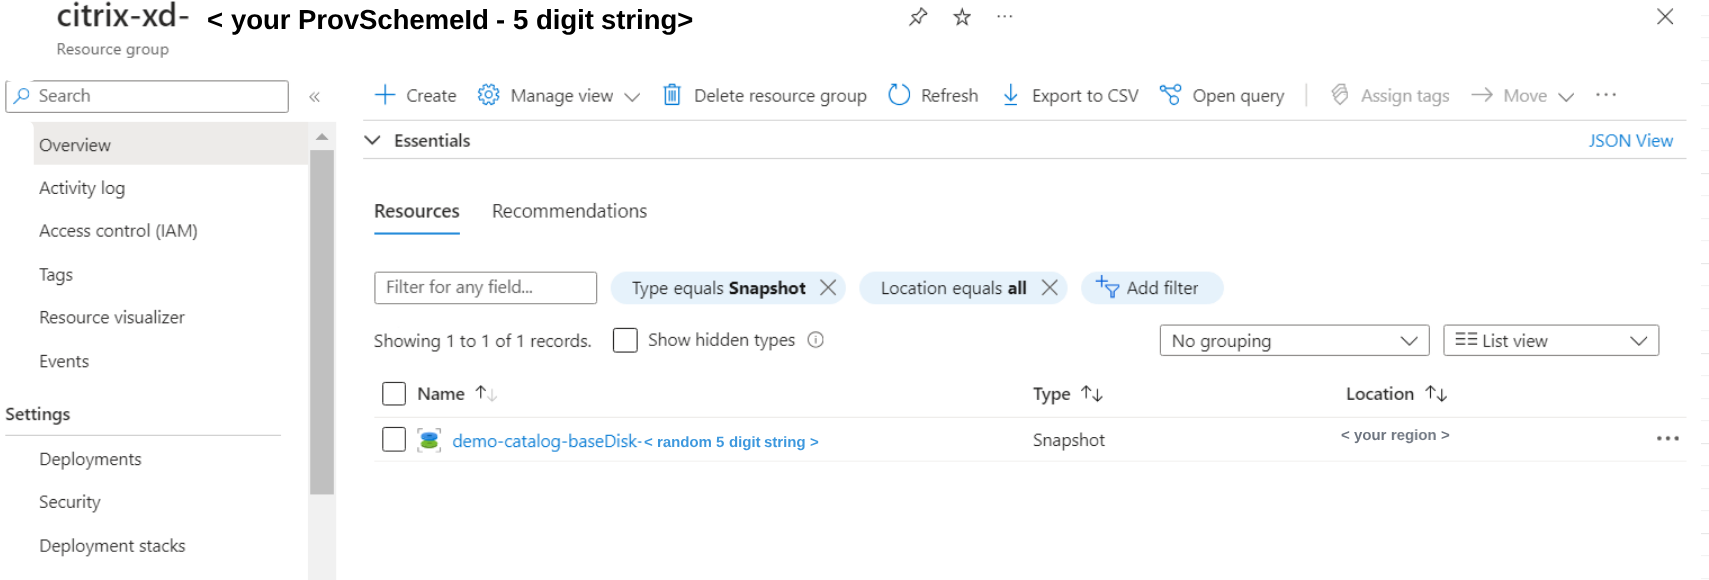 citrix-xd- < your ProvSchemeId - 5 digit string>
Resource group
Search
Create Manage view Delete resource group Refresh Export to CSV Open query Assign tags Move
Overview
Essentials JSON View
Activity log
Resources Recommendations
Access control (IAM)
Tags
Filter for any field... Type equals Snapshot Location equals all Add filter
Resource visualizer
Showing 1 to 1 of 1 records. Show hidden types No grouping List view
Events
Name Type Location
Settings
demo-catalog-baseDisk-< random 5 digit string > Snapshot < your region >
Deployments
Security
Deployment stacks